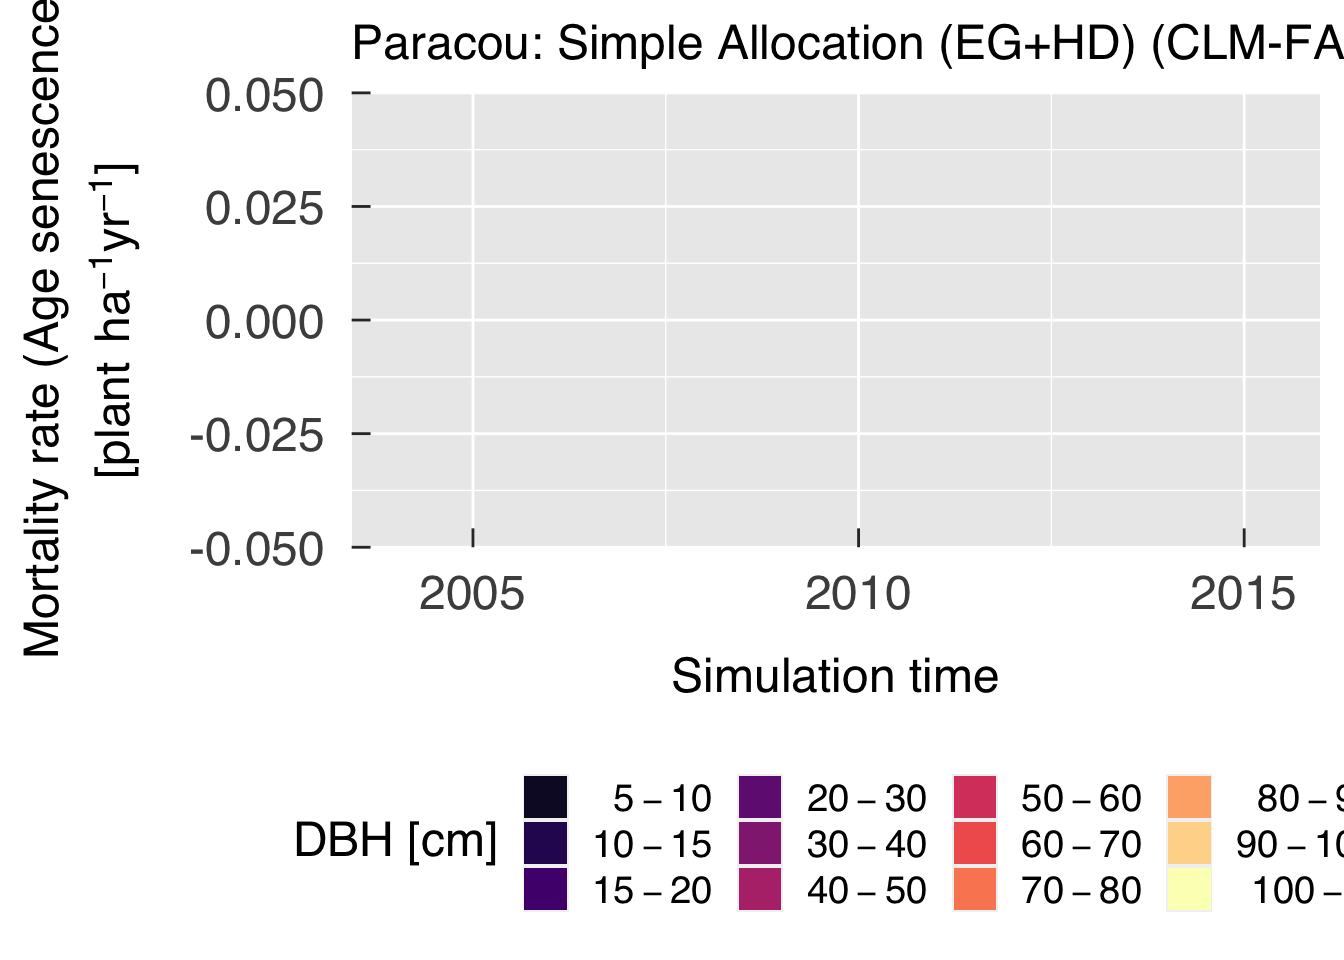 Paracou: Simple Allocation (EG+HD) (CLM-FA
Mortality rate (Age senescence
[plant ha⁻¹yr⁻¹]
0.050
0.025
0.000
-0.025
-0.050
2005 2010 2015
Simulation time
DBH [cm]
5 – 10 20 – 30 50 – 60 80 – 9
10 – 15 30 – 40 60 – 70 90 – 10
15 – 20 40 – 50 70 – 80 100 –